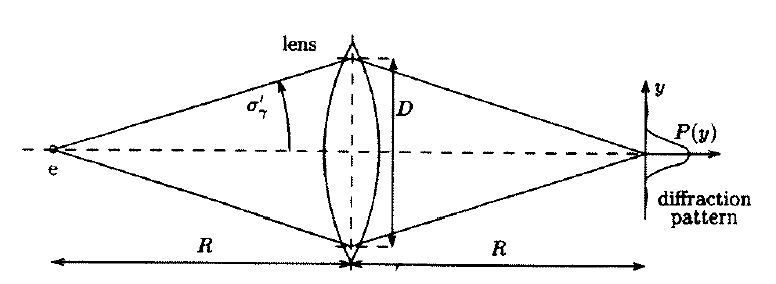 lens
σ'γ
D
y
P(y)
e
diffraction
pattern
R
R